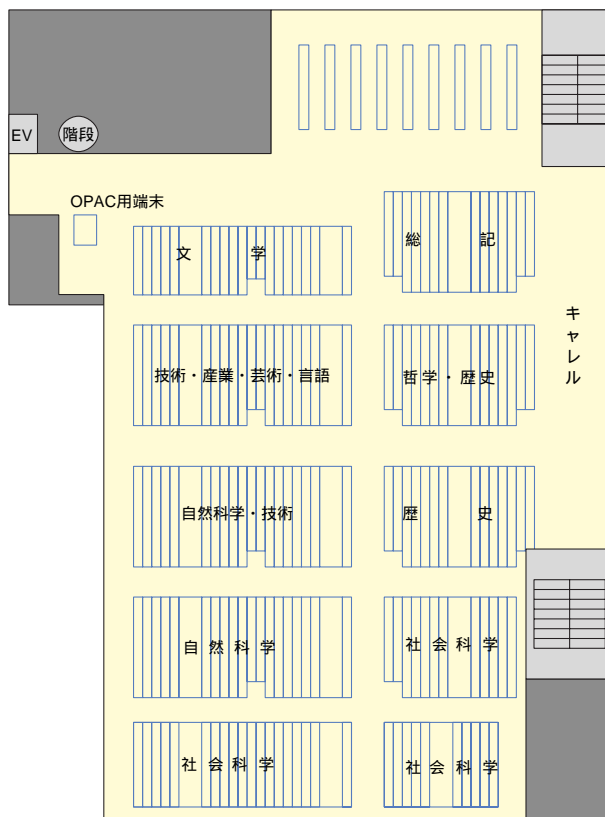 EV
階段
OPAC用端末
文学
総記
技術・産業・芸術・言語
哲学・歴史
キャレル
自然科学・技術
歴史
自然科学
社会科学
社会科学
社会科学